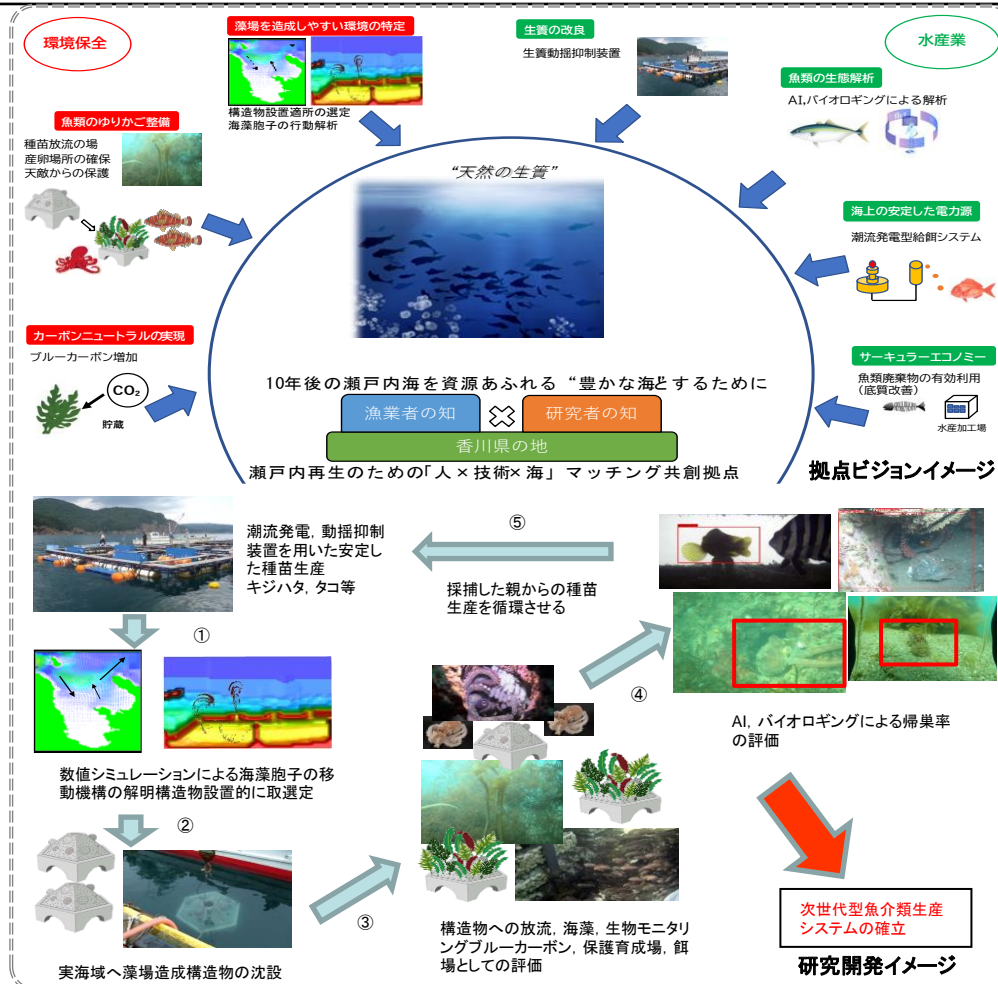 環境保全
藻場を造成しやすい環境の特定
構造物設置適所の選定
海藻胞子の行動解析
生簀の改良
生簀動揺抑制装置
水産業
魚類の生態解析
AI,バイオロギングによる解析
魚類のゆりかご整備
種苗放流の場
産卵場所の確保
天敵からの保護
“天然の生簀”
海上の安定した電力源
潮流発電型給餌システム
カーボンニュートラルの実現
ブルーカーボン増加
CO₂
貯蔵
サーキュラーエコノミー
魚類廃棄物の有効利用
(底質改善)
水産加工場
10年後の瀬戸内海を資源あふれる “豊かな海”とするために
漁業者の知
研究者の知
香川県の地
瀬戸内再生のための「人×技術×海」 マッチング共創拠点
拠点ビジョンイメージ
潮流発電, 動揺抑制
装置を用いた安定し
た種苗生産
キジハタ, タコ等
⑤
採捕した親からの種苗
生産を循環させる
①
数値シミュレーションによる海藻胞子の移
動機構の解明構造物設置的に取選定
②
実海域へ藻場造成構造物の沈設
③
構造物への放流, 海藻, 生物モニタリ
ングブルーカーボン, 保護育成場, 餌
場としての評価
④
AI, バイオロギングによる帰巣率
の評価
次世代型魚介類生産
システムの確立
研究開発イメージ